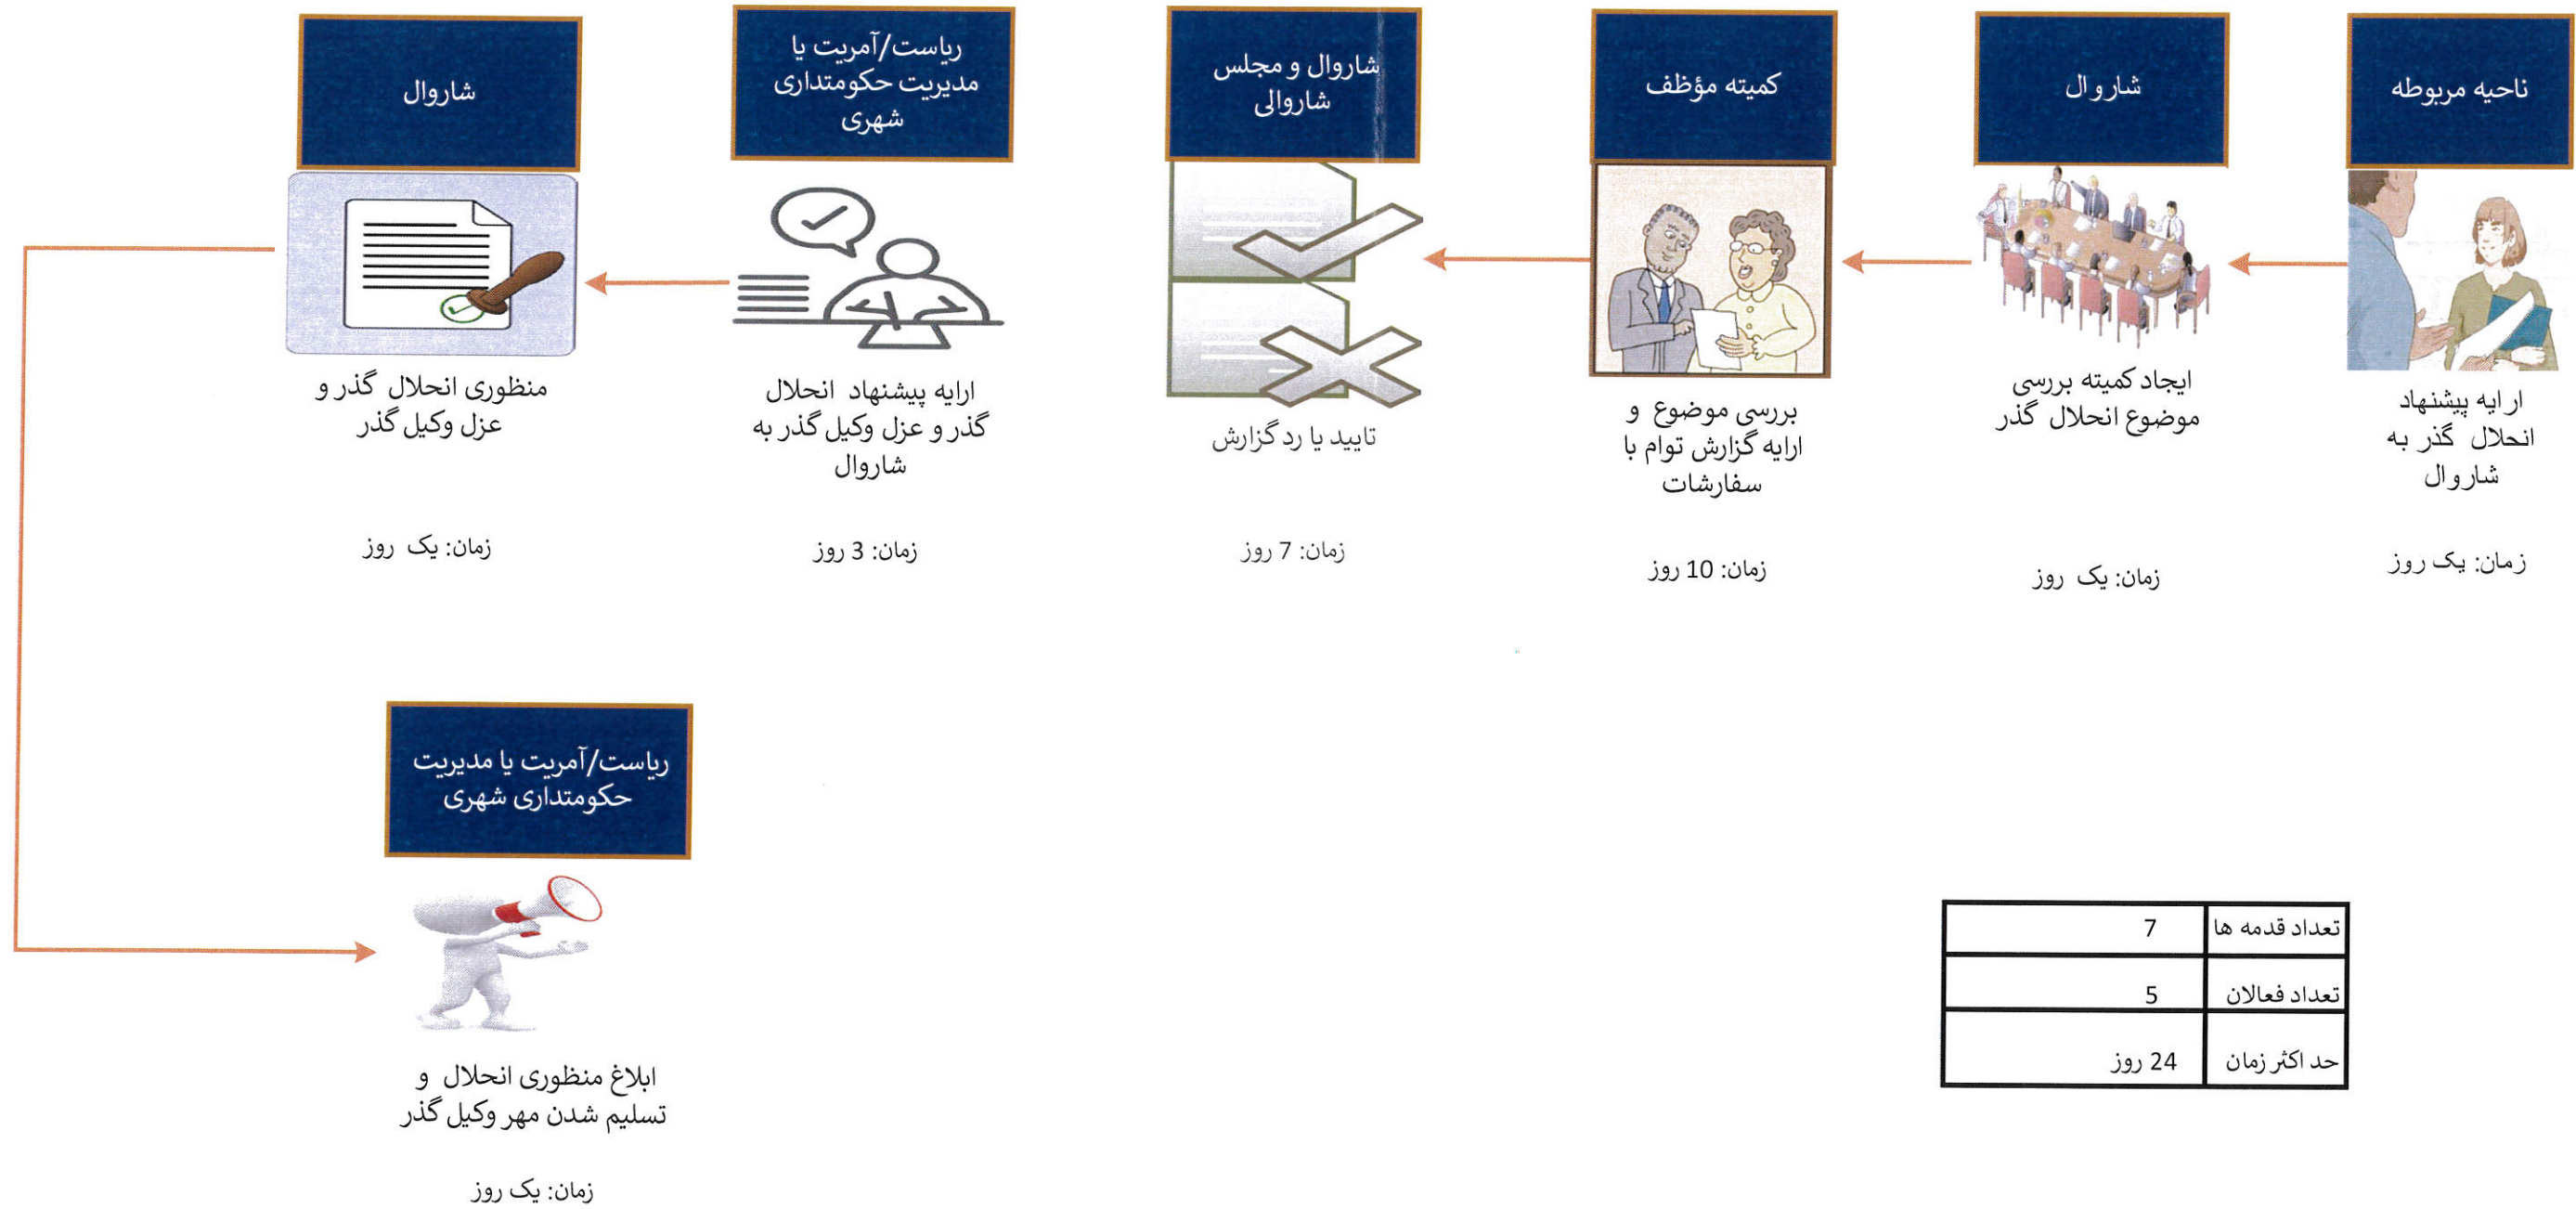 ناحیه مربوطه
ارایه پیشنهاد
انحلال گذر به
شاروال
زمان: یک روز
شاروال
ایجاد کمیته بررسی
موضوع انحلال گذر
زمان: یک روز
کمیته مؤظف
بررسی موضوع و
ارایه گزارش توام با
سفارشات
زمان: 10 روز
شاروال و مجلس
شاروالی
تایید یا رد گزارش
زمان: 7 روز
ریاست/آمریت یا
مدیریت حکومتداری
شهری
ارایه پیشنهاد انحلال
گذر و عزل وکیل گذر به
شاروال
زمان: 3 روز
شاروال
منظوری انحلال گذر و
عزل وکیل گذر
زمان: یک روز
ریاست/آمریت یا مدیریت
حکومتداری شهری
ابلاغ منظوری انحلال و
تسلیم شدن مهر وکیل گذر
زمان: یک روز
تعداد قدمه ها 7
تعداد فعالان 5
حد اکثر زمان 24 روز